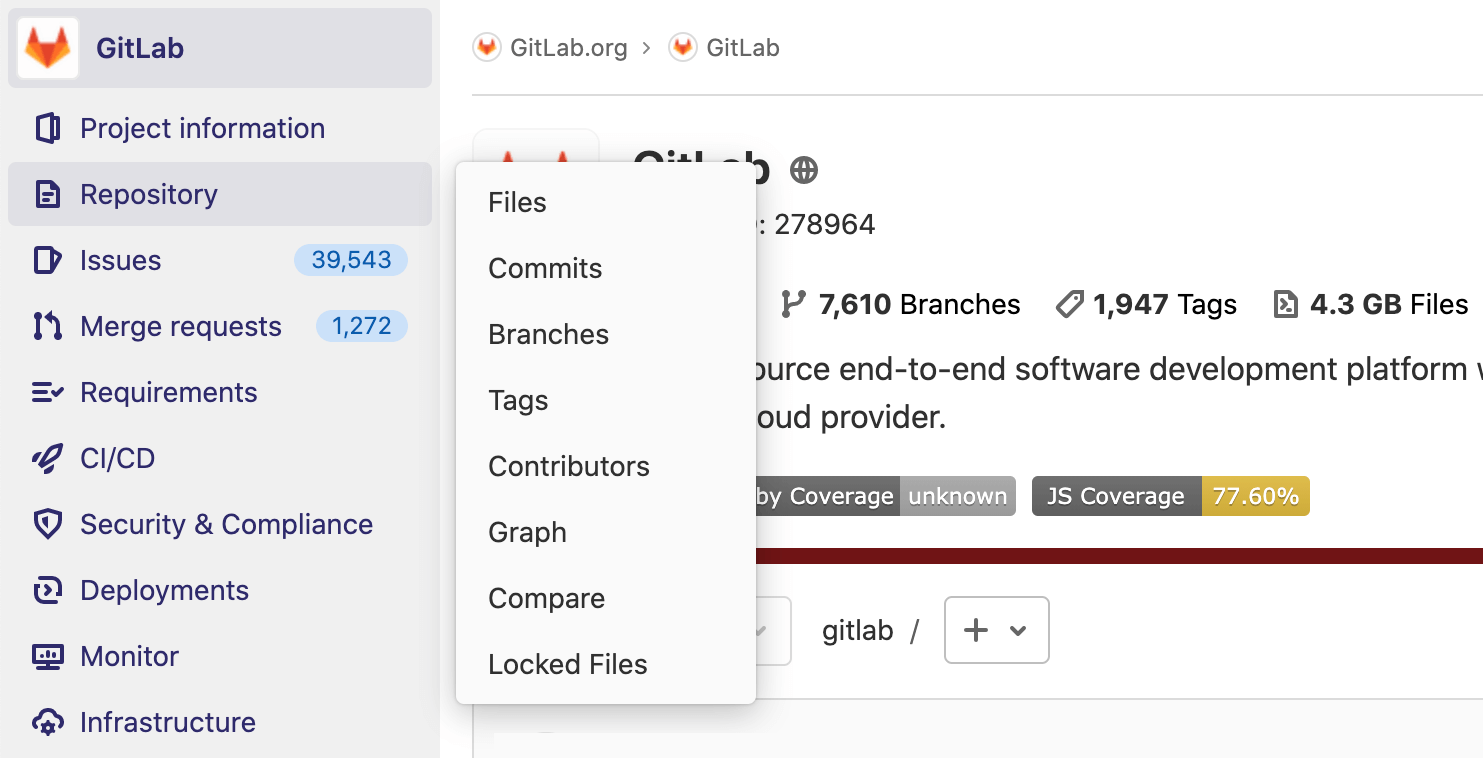 GitLab
Project information
Repository
Issues 39,543
Merge requests 1,272
Requirements
CI/CD
Security & Compliance
Deployments
Monitor
Infrastructure
GitLab.org › GitLab
GitLab
: 278964
7,610 Branches 1,947 Tags 4.3 GB Files
end-to-end software development platform
provider.
Coverage unknown JS Coverage 77.60%
gitlab / +
Files
Commits
Branches
Tags
Contributors
Graph
Compare
Locked Files